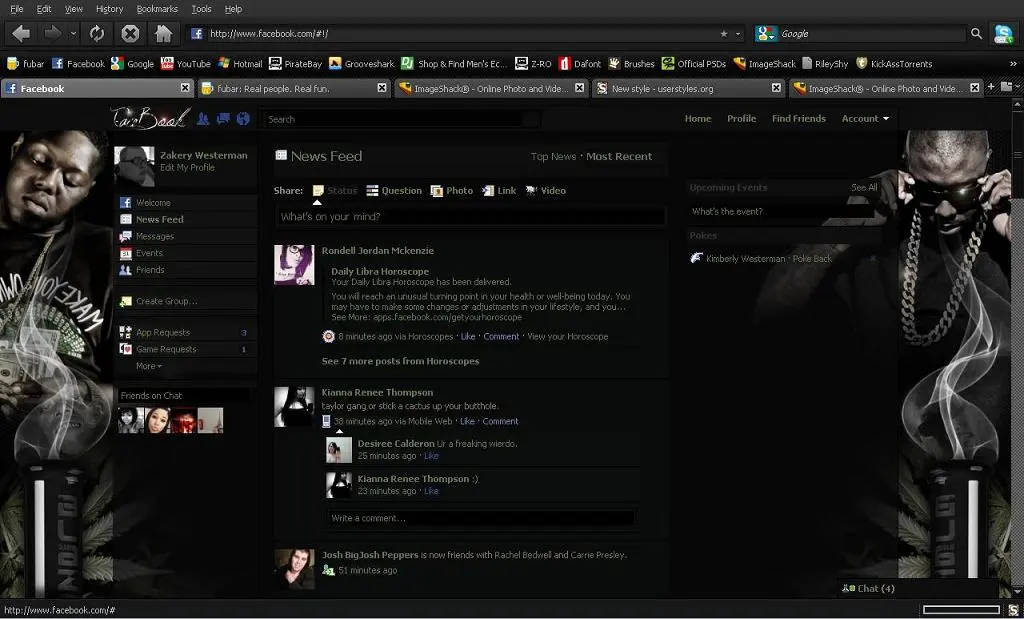 File Edit View History Bookmarks Tools Help
http://www.facebook.com/#!/
Google
fubar Facebook Google YouTube Hotmail PirateBay Grooveshark Shop & Find Men's Ec... Z-RO Dafont Brushes Official PSDs ImageShack RileyShy KickAssTorrents »
Facebook fubar: Real people. Real fun. ImageShack® - Online Photo and Vide... New style - userstyles.org ImageShack® - Online Photo and Vide...
FaceBook Search Home Profile Find Friends Account
Zakery Westerman
Edit My Profile
Welcome
News Feed
Messages
Events
Friends
Create Group...
App Requests 3
Game Requests 1
More
Friends on Chat
News Feed Top News · Most Recent
Share: Status Question Photo Link Video
What's on your mind?
Rondell Jordan Mckenzie
Daily Libra Horoscope
Your Daily Libra Horoscope has been delivered.
You will reach an unusual turning point in your health or well-being today. You
may have to make some changes or adjustments in your lifestyle, and you...
See More: apps.facebook.com/getyourhoroscope
8 minutes ago via Horoscopes · Like · Comment · View your Horoscope
See 7 more posts from Horoscopes
Kianna Renee Thompson
taylor gang or stick a cactus up your butthole.
38 minutes ago via Mobile Web · Like · Comment
Desiree Calderon Ur a freaking wierdo.
25 minutes ago · Like
Kianna Renee Thompson :)
23 minutes ago · Like
Write a comment...
Josh BigJosh Peppers is now friends with Rachel Bedwell and Carrie Presley.
51 minutes ago
Upcoming Events See All
What's the event?
Pokes
Kimberly Westerman · Poke Back x
Chat (4)
http://www.facebook.com/#